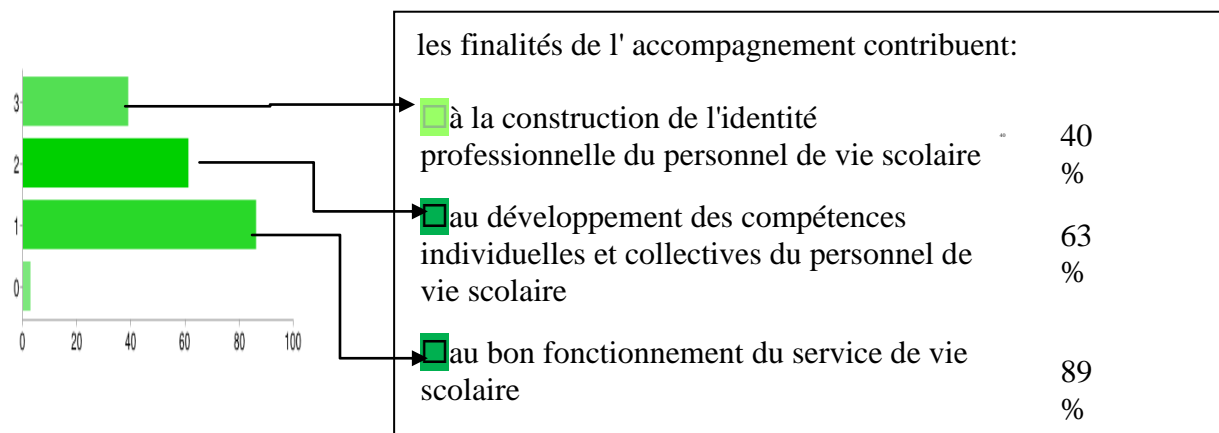 les finalités de l' accompagnement contribuent:
3
à la construction de l'identité
professionnelle du personnel de vie scolaire
40
%
2
au développement des compétences
individuelles et collectives du personnel de
vie scolaire
63
%
1
au bon fonctionnement du service de vie
scolaire
89
%
0
0 20 40 60 80 100